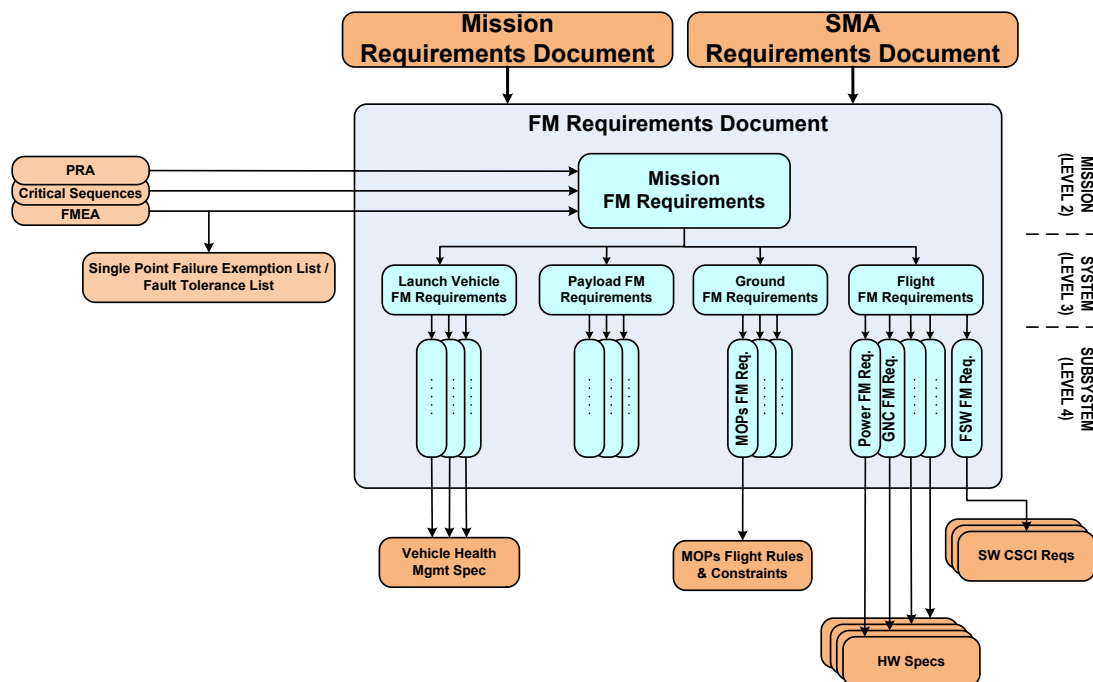 Mission
Requirements Document
SMA
Requirements Document
FM Requirements Document
PRA
Critical Sequences
FMEA
Mission
FM Requirements
MISSION
(LEVEL 2)
Single Point Failure Exemption List /
Fault Tolerance List
Launch Vehicle
FM Requirements
Payload FM
Requirements
Ground
FM Requirements
Flight
FM Requirements
SYSTEM
(LEVEL 3)
MOPs FM Req.
Power FM Req.
GNC FM Req.
FSW FM Req.
SUBSYSTEM
(LEVEL 4)
Vehicle Health
Mgmt Spec
MOPs Flight Rules
& Constraints
SW CSCI Reqs
HW Specs